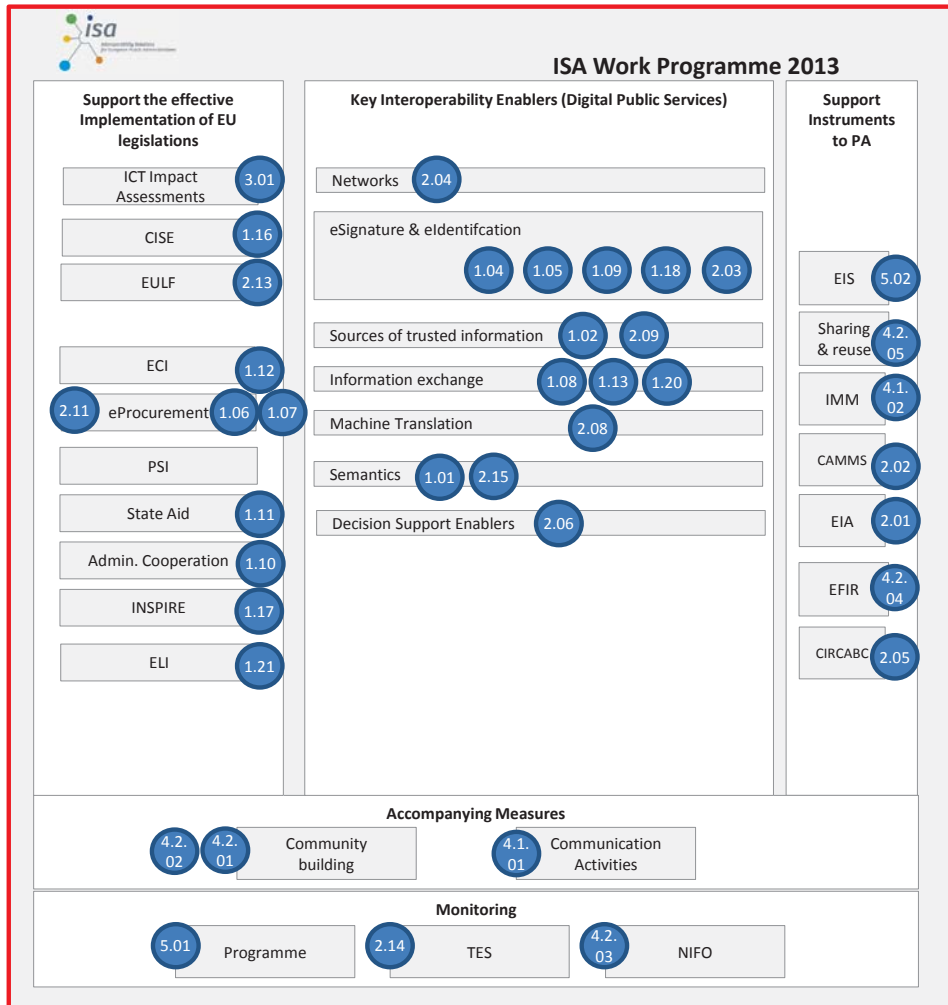 isa
Interoperability Solutions
for European Public Administrations
ISA Work Programme 2013
Support the effective
Implementation of EU
legislations
ICT Impact
Assessments
3.01
CISE
1.16
EULF
2.13
ECI
1.12
2.11
eProcurement
1.06
1.07
PSI
State Aid
1.11
Admin. Cooperation
1.10
INSPIRE
1.17
ELI
1.21
Key Interoperability Enablers (Digital Public Services)
Networks
2.04
eSignature & eIdentifcation
1.04
1.05
1.09
1.18
2.03
Sources of trusted information
1.02
2.09
Information exchange
1.08
1.13
1.20
Machine Translation
2.08
Semantics
1.01
2.15
Decision Support Enablers
2.06
Support
Instruments
to PA
EIS
5.02
Sharing
& reuse
4.2.
05
IMM
4.1.
02
CAMMS
2.02
EIA
2.01
EFIR
4.2.
04
CIRCABC
2.05
Accompanying Measures
4.2.
02
4.2.
01
Community
building
4.1.
01
Communication
Activities
Monitoring
5.01
Programme
2.14
TES
4.2.
03
NIFO